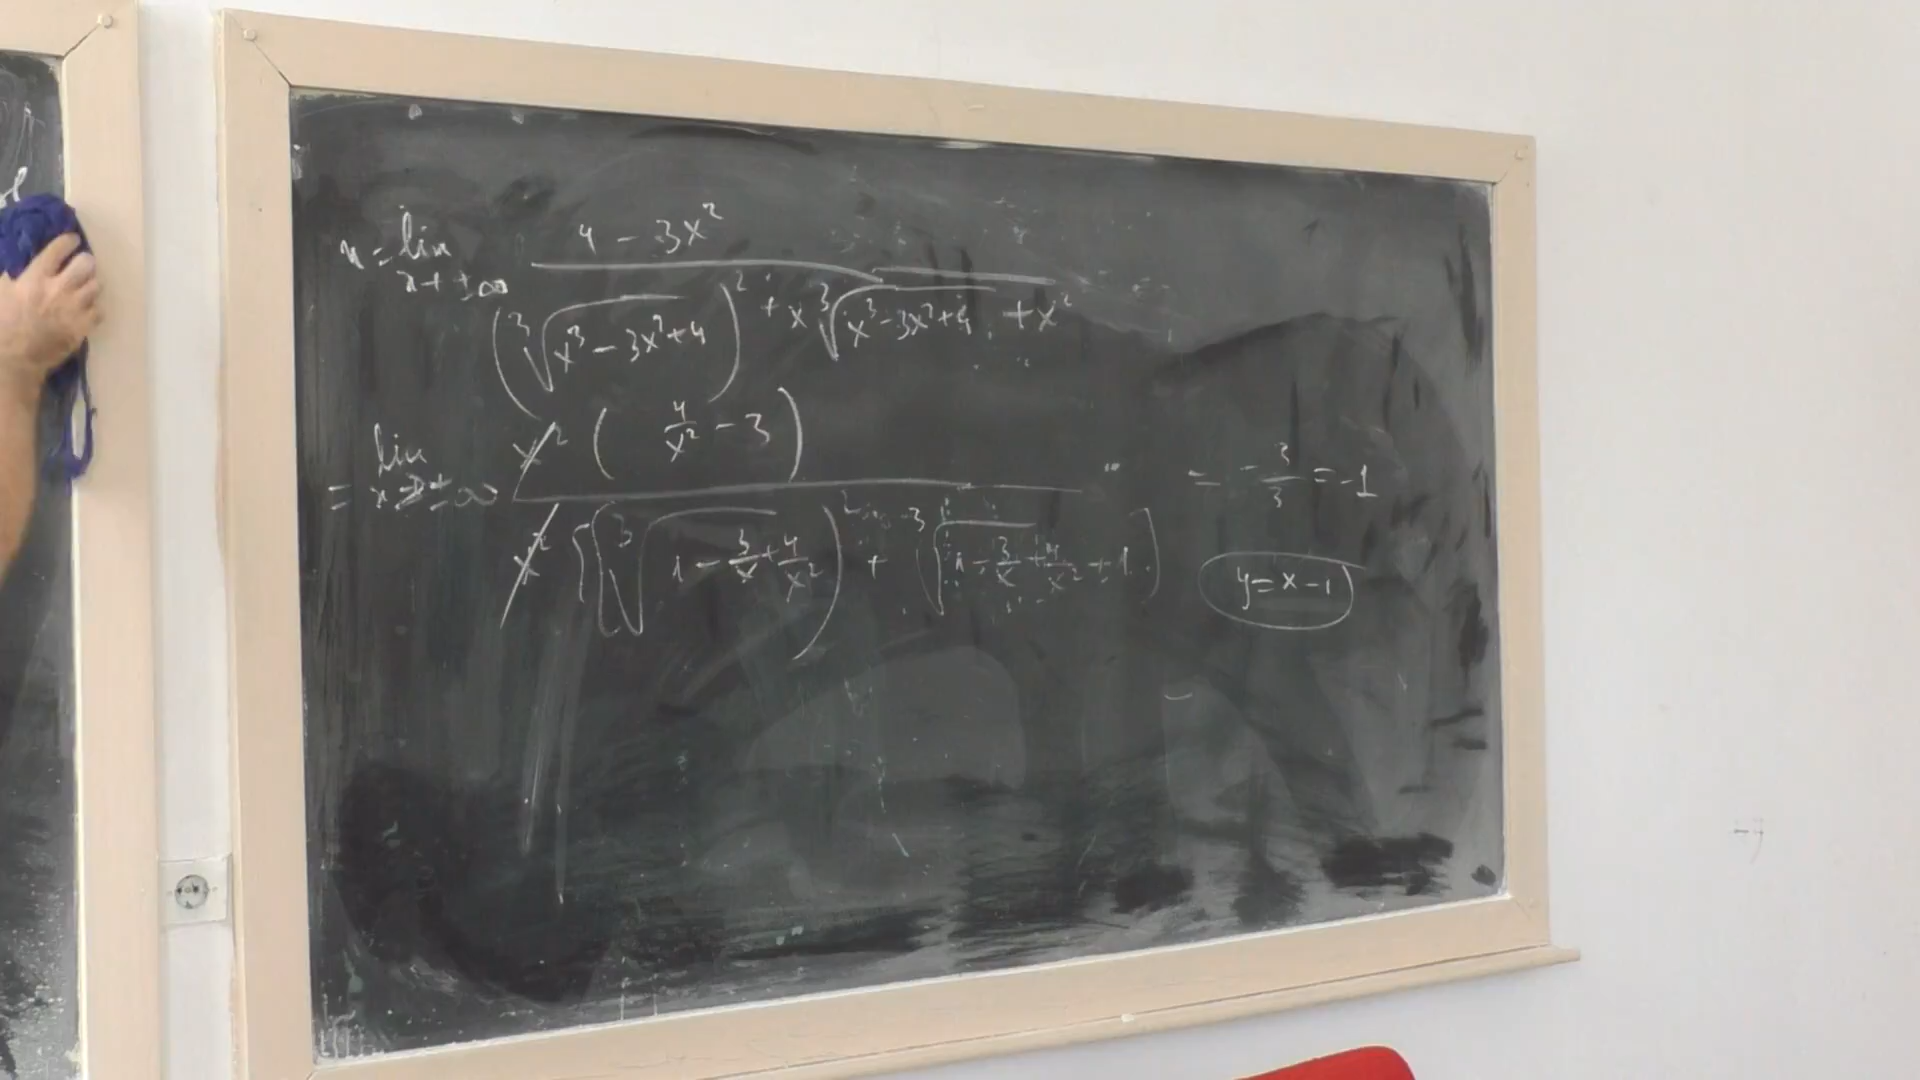 n = lim x→±∞ (4 - 3x²) / ((∛(x³ - 3x² + 4))² + x∛(x³ - 3x² + 4) + x²)
= lim x→±∞ x²(4/x² - 3) / x²[(∛(1 - 3/x + 4/x²))² + ∛(1 - 3/x + 4/x² + 1)] = -3/3 = -1
y = x - 1